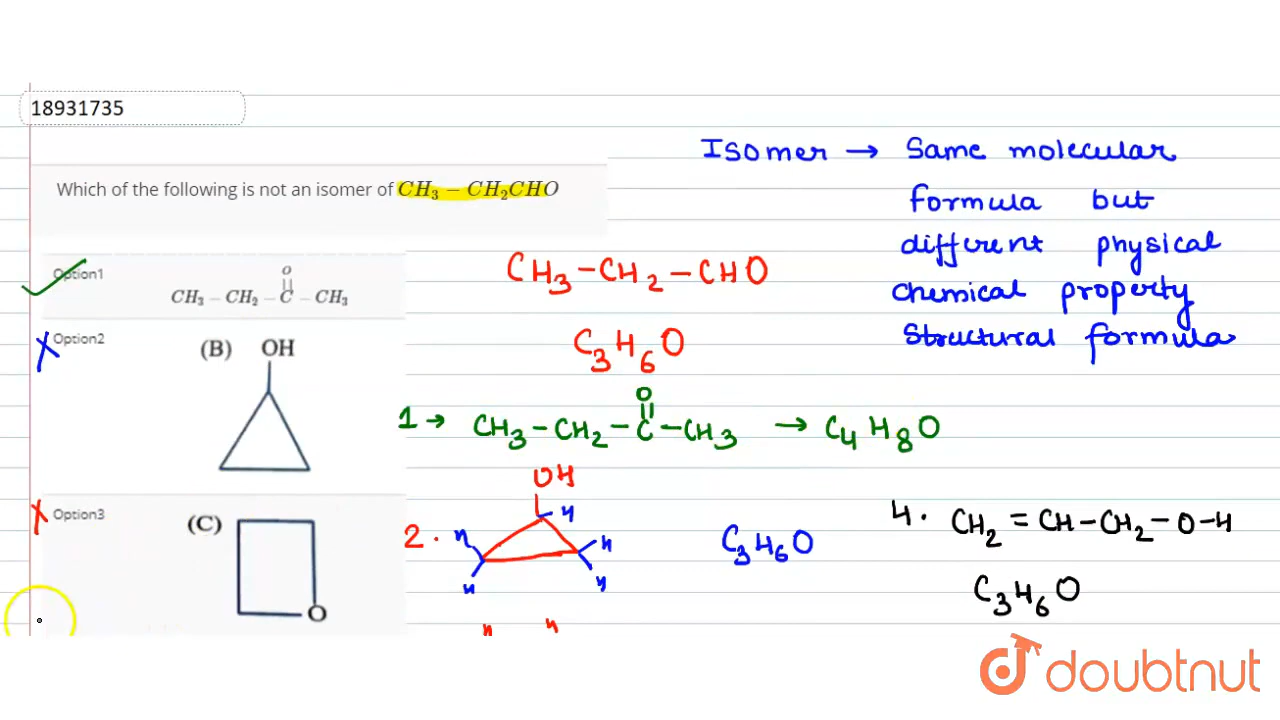 18931735
Which of the following is not an isomer of CH₃ – CH₂CHO
Option1
O
||
CH₃ – CH₂ – C – CH₃
Option2
(B) OH
Option3
(C)
O
Isomer → Same molecular
formula but
different physical
chemical property
Structural formula
CH₃ – CH₂ – CHO
C₃H₆O
O
||
1 → CH₃ – CH₂ – C – CH₃ → C₄H₈O
OH
2. H H H H H
C₃H₆O
4. CH₂ = CH – CH₂ – O – H
C₃H₆O
H H
doubtnut